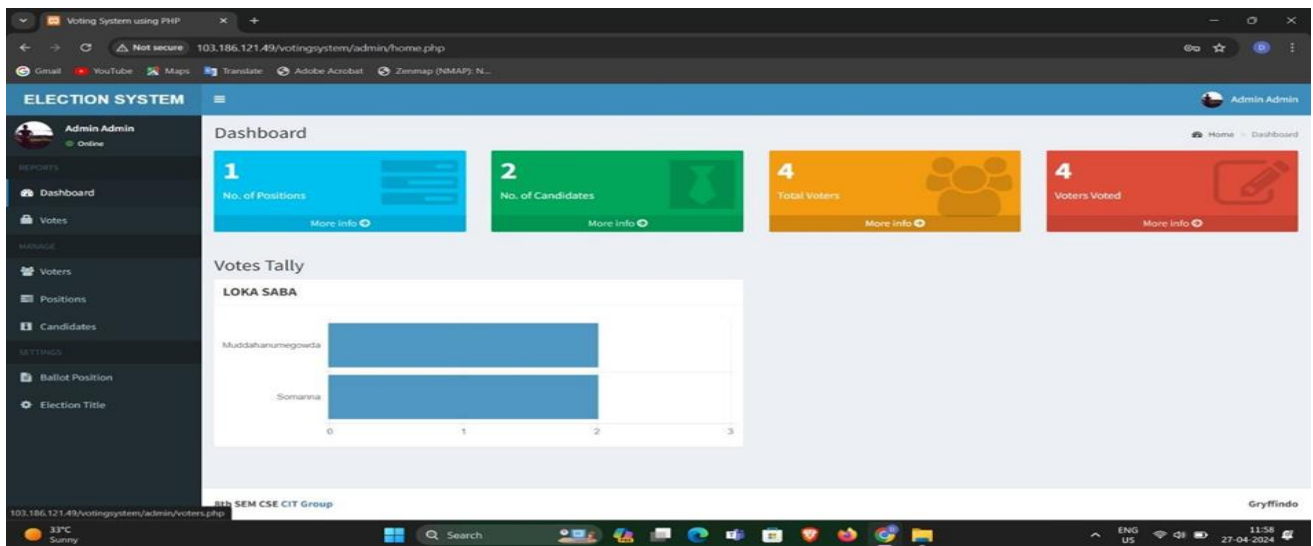 Voting System using PHP
Not secure 103.186.121.49/votingsystem/admin/home.php
Gmail YouTube Maps Translate Adobe Acrobat Zenmap (NMAP): N...
ELECTION SYSTEM
Admin Admin
Admin Admin
Online
Dashboard
Home > Dashboard
REPORTS
Dashboard
Votes
MANAGE
Voters
Positions
Candidates
SETTINGS
Ballot Position
Election Title
1
No. of Positions
More info
2
No. of Candidates
More info
4
Total Voters
More info
4
Voters Voted
More info
Votes Tally
LOKA SABA
Muddahanumegowda
Somanna
0 1 2 3
8th SEM CSE CIT Group
Gryffindo
103.186.121.49/votingsystem/admin/voters.php
33°C
Sunny
Search
ENG
US
11:58
27-04-2024